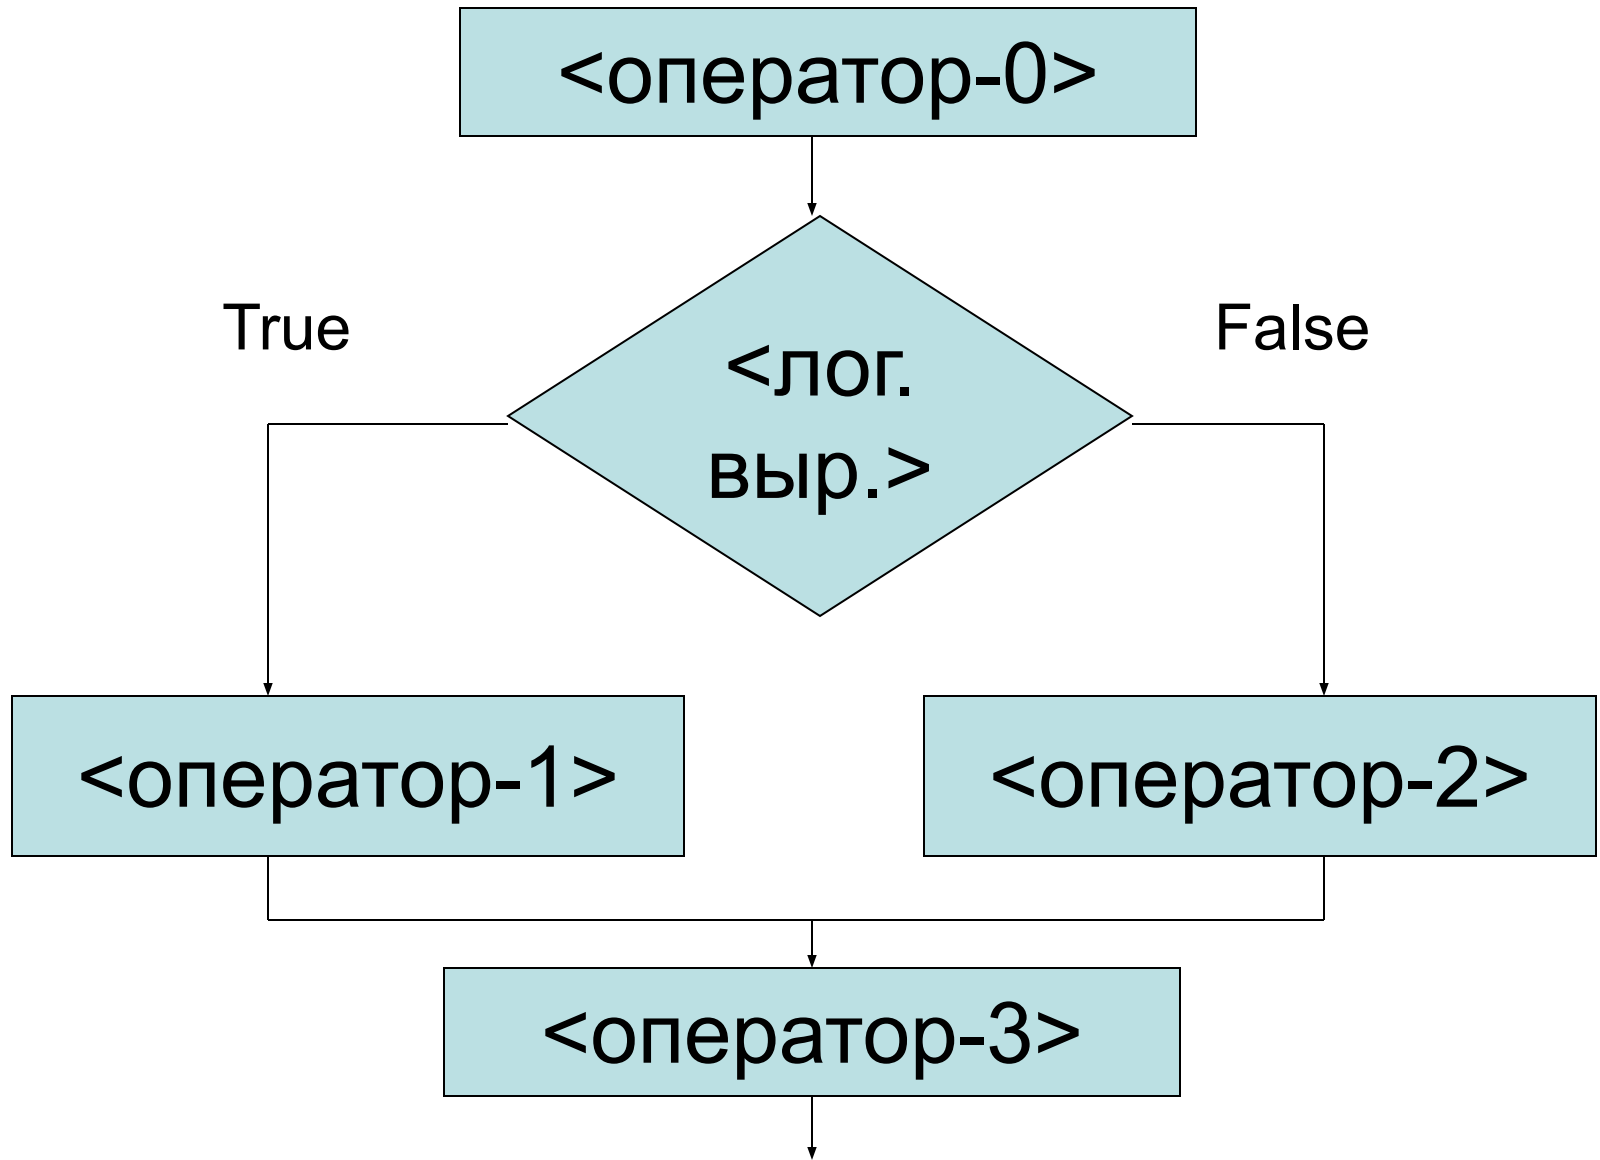 <оператор-0>
True
False
<лог.
выр.>
<оператор-1>
<оператор-2>
<оператор-3>